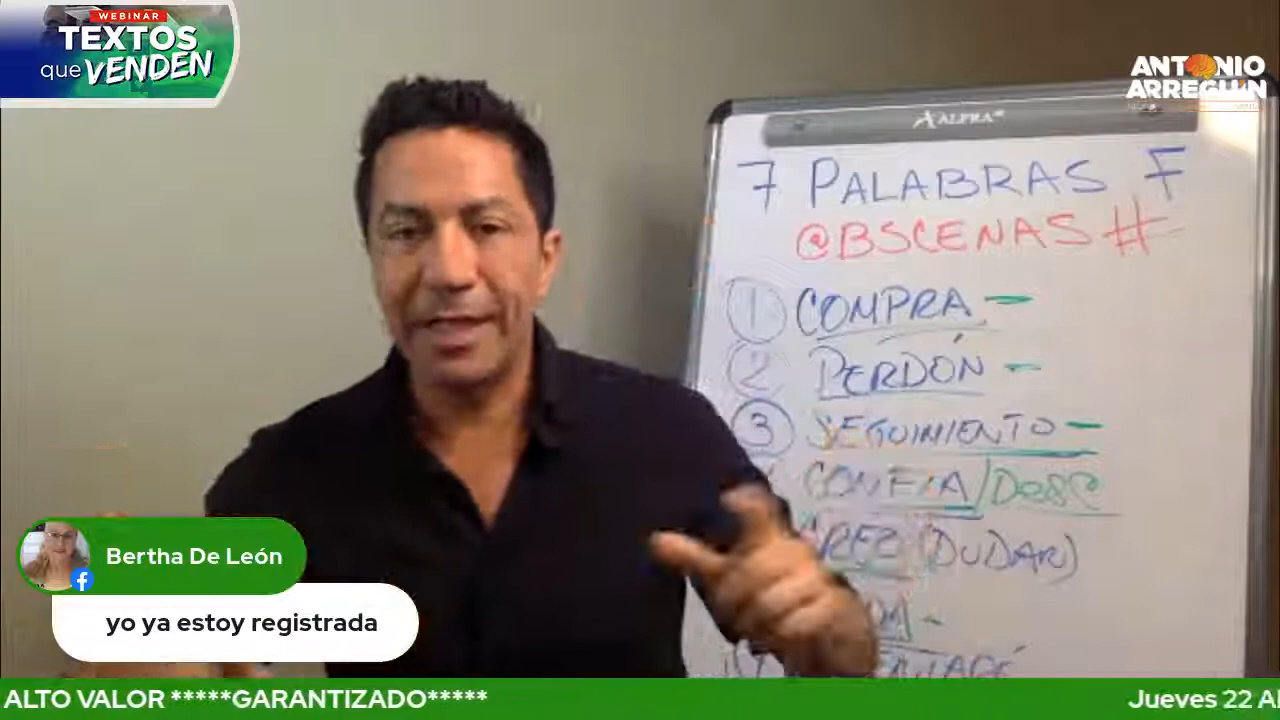 WEBINAR
TEXTOS
que VENDEN
ANTONIO
ARREGUÍN
ALFRA
7 PALABRAS F
@BSCENAS #
1 COMPRA -
2 PERDÓN -
3 SEGUIMIENTO -
CONFIA/DESC
(DUDAR)
Bertha De León
yo ya estoy registrada
ALTO VALOR *****GARANTIZADO*****
Jueves 22 A